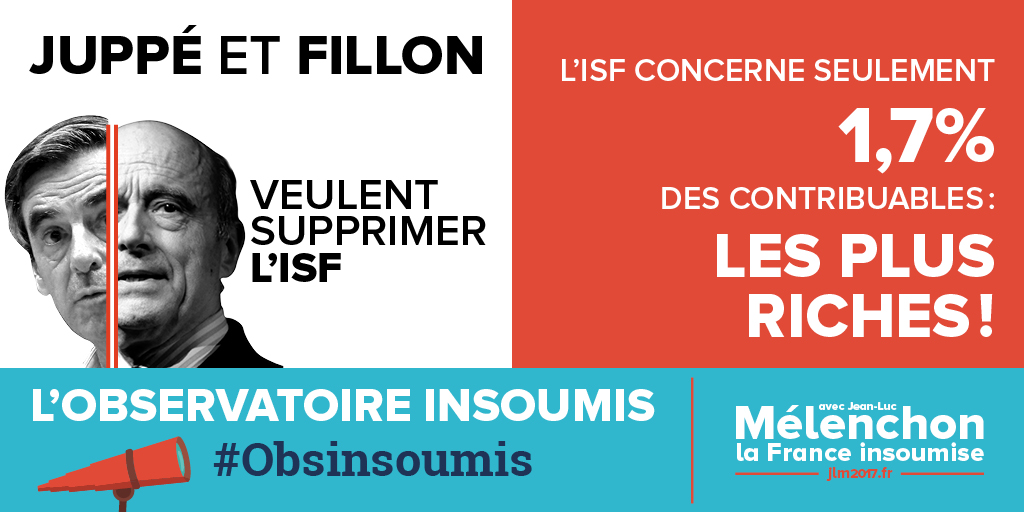 JUPPÉ ET FILLON
VEULENT
SUPPRIMER
L'ISF
L'ISF CONCERNE SEULEMENT
1,7%
DES CONTRIBUABLES :
LES PLUS
RICHES !
L'OBSERVATOIRE INSOUMIS
#Obsinsoumis
avec Jean-Luc
Mélenchon
la France insoumise
jlm2017.fr